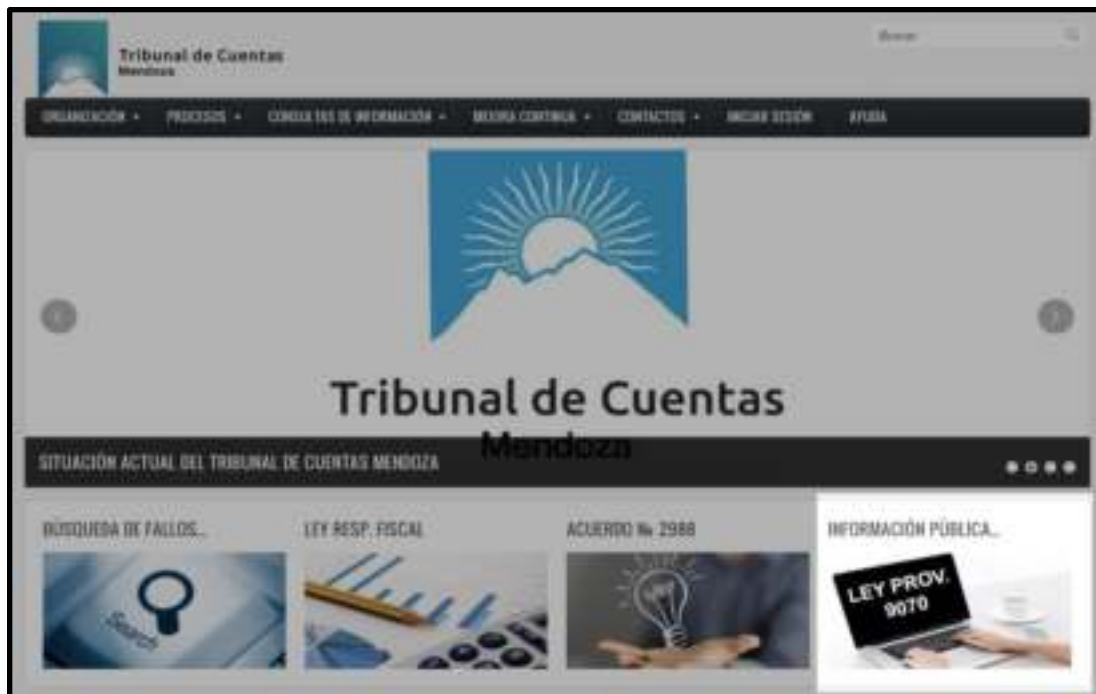 Tribunal de Cuentas
Mendoza
Buscar
ORGANIZACIÓN
PROCESOS
CONSULTAS DE INFORMACIÓN
MEJORA CONTINUA
CONTACTOS
INICIAR SESIÓN
AYUDA
Tribunal de Cuentas
Mendoza
SITUACIÓN ACTUAL DEL TRIBUNAL DE CUENTAS MENDOZA
BÚSQUEDA DE FALLOS...
LEY RESP. FISCAL
ACUERDO № 2988
INFORMACIÓN PÚBLICA...
Search
LEY PROV.
9070